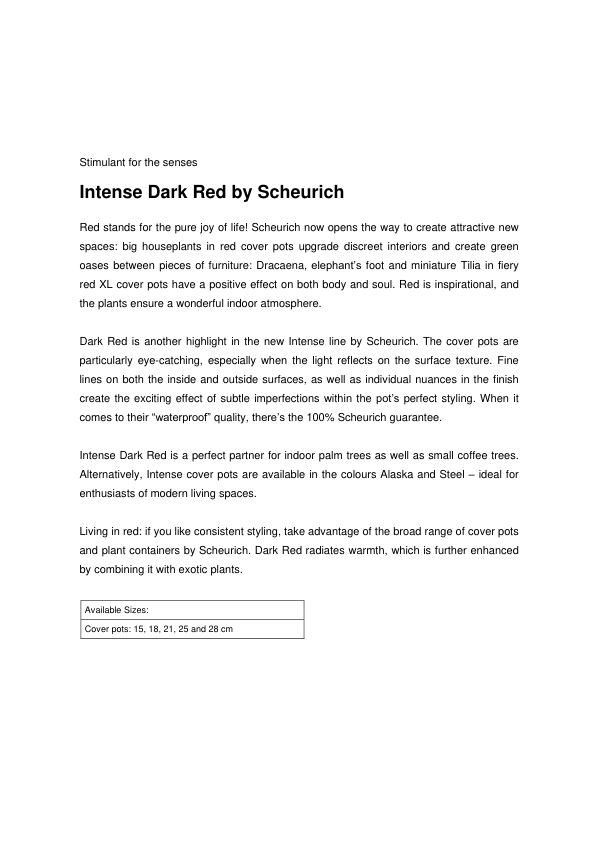 Stimulant for the senses
Intense Dark Red by Scheurich
Red stands for the pure joy of life! Scheurich now opens the way to create attractive new
spaces: big houseplants in red cover pots upgrade discreet interiors and create green
oases between pieces of furniture: Dracaena, elephant’s foot and miniature Tilia in fiery
red XL cover pots have a positive effect on both body and soul. Red is inspirational, and
the plants ensure a wonderful indoor atmosphere.
Dark Red is another highlight in the new Intense line by Scheurich. The cover pots are
particularly eye-catching, especially when the light reflects on the surface texture. Fine
lines on both the inside and outside surfaces, as well as individual nuances in the finish
create the exciting effect of subtle imperfections within the pot’s perfect styling. When it
comes to their “waterproof” quality, there’s the 100% Scheurich guarantee.
Intense Dark Red is a perfect partner for indoor palm trees as well as small coffee trees.
Alternatively, Intense cover pots are available in the colours Alaska and Steel – ideal for
enthusiasts of modern living spaces.
Living in red: if you like consistent styling, take advantage of the broad range of cover pots
and plant containers by Scheurich. Dark Red radiates warmth, which is further enhanced
by combining it with exotic plants.
Available Sizes:
Cover pots: 15, 18, 21, 25 and 28 cm